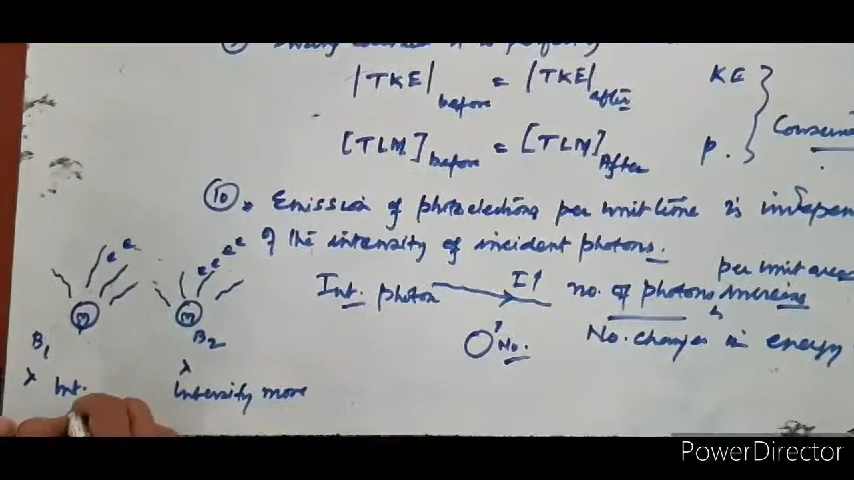 |TKE|before = |TKE|after KE
[TLM]before = [TLM]After p.
10. Emission of photoelectrons per unit time is indepen
of the intensity of incident photons.
per unit area
Int. photon I↑ no. of photons increasing
No. changes in energy
No.
e e e e e e
B1 B2
λ Int. λ
Intensity more
PowerDirector